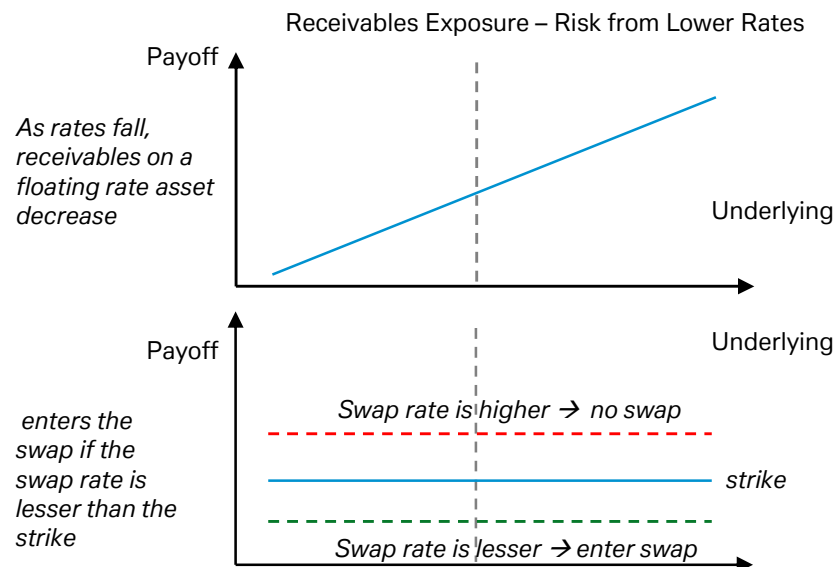 Receivables Exposure – Risk from Lower Rates
Payoff
As rates fall,
receivables on a
floating rate asset
decrease
Underlying
Payoff
Underlying
enters the
swap if the
swap rate is
lesser than the
strike
Swap rate is higher → no swap
strike
Swap rate is lesser → enter swap